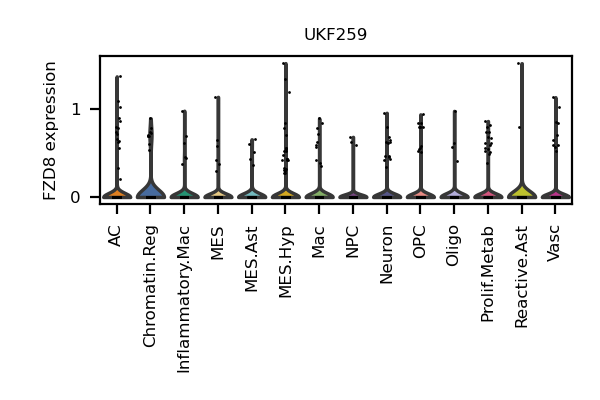 UKF259
FZD8 expression
1
0
AC
Chromatin.Reg
Inflammatory.Mac
MES
MES.Ast
MES.Hyp
Mac
NPC
Neuron
OPC
Oligo
Prolif.Metab
Reactive.Ast
Vasc